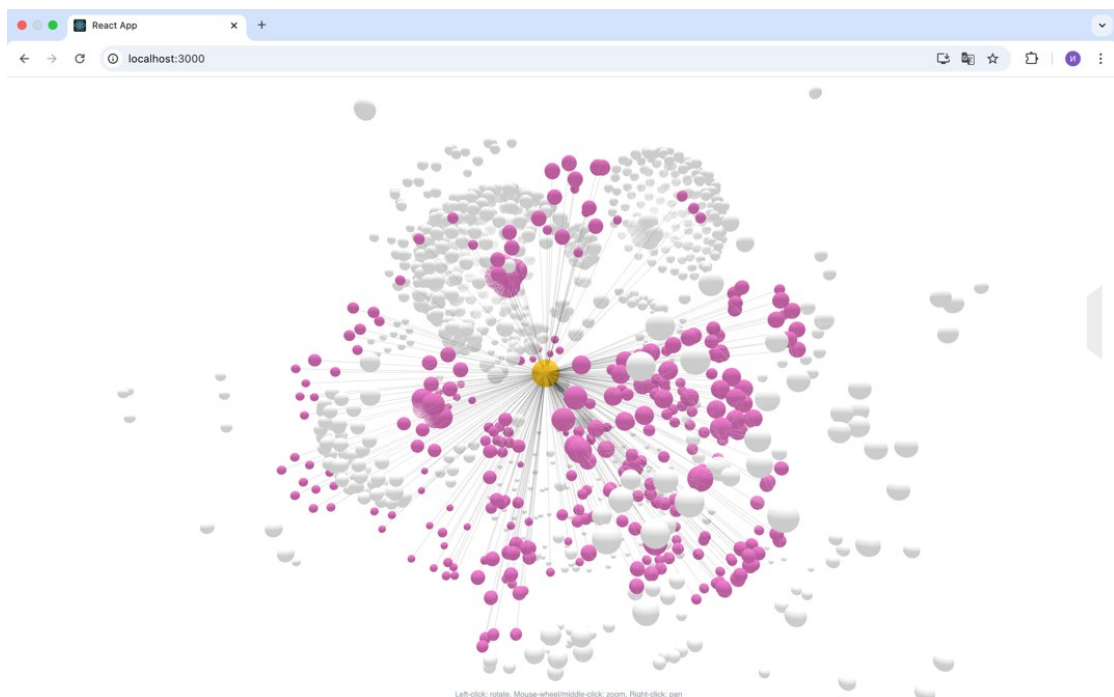 React App
localhost:3000
И
Left-click: rotate, Mouse-wheel/middle-click: zoom, Right-click: pan